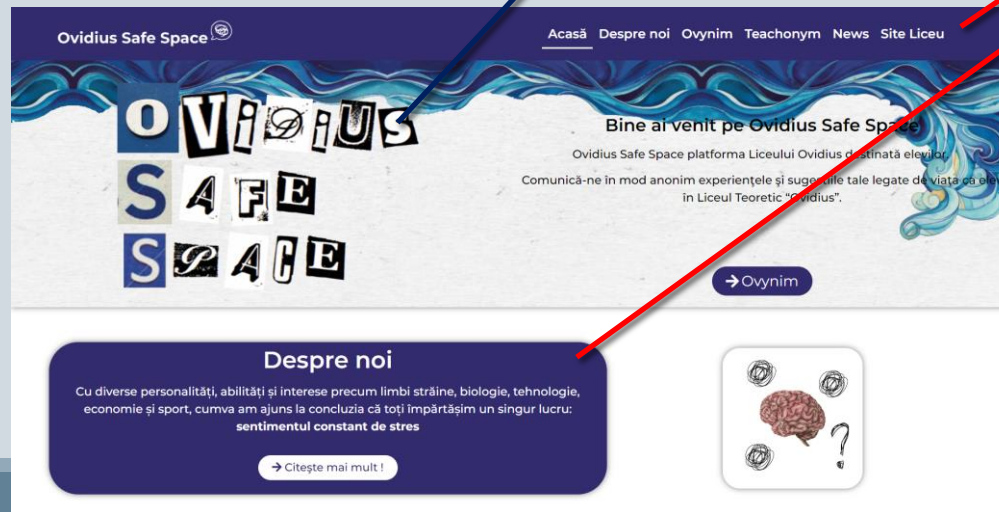 Ovidius Safe Space
Acasă Despre noi Ovynim Teachonym News Site Liceu
OViDiUS
SAFE
SPACE
Bine ai venit pe Ovidius Safe Space
Ovidius Safe Space platforma Liceului Ovidius destinată elevilor.
Comunică-ne în mod anonim experiențele și sugestiile tale legate de viața ca elev
in Liceul Teoretic “Ovidius”.
→ Ovynim
Despre noi
Cu diverse personalități, abilități și interese precum limbi străine, biologie, tehnologie,
economie și sport, cumva am ajuns la concluzia că toți împărtășim un singur lucru:
sentimentul constant de stres
→ Citește mai mult !
?